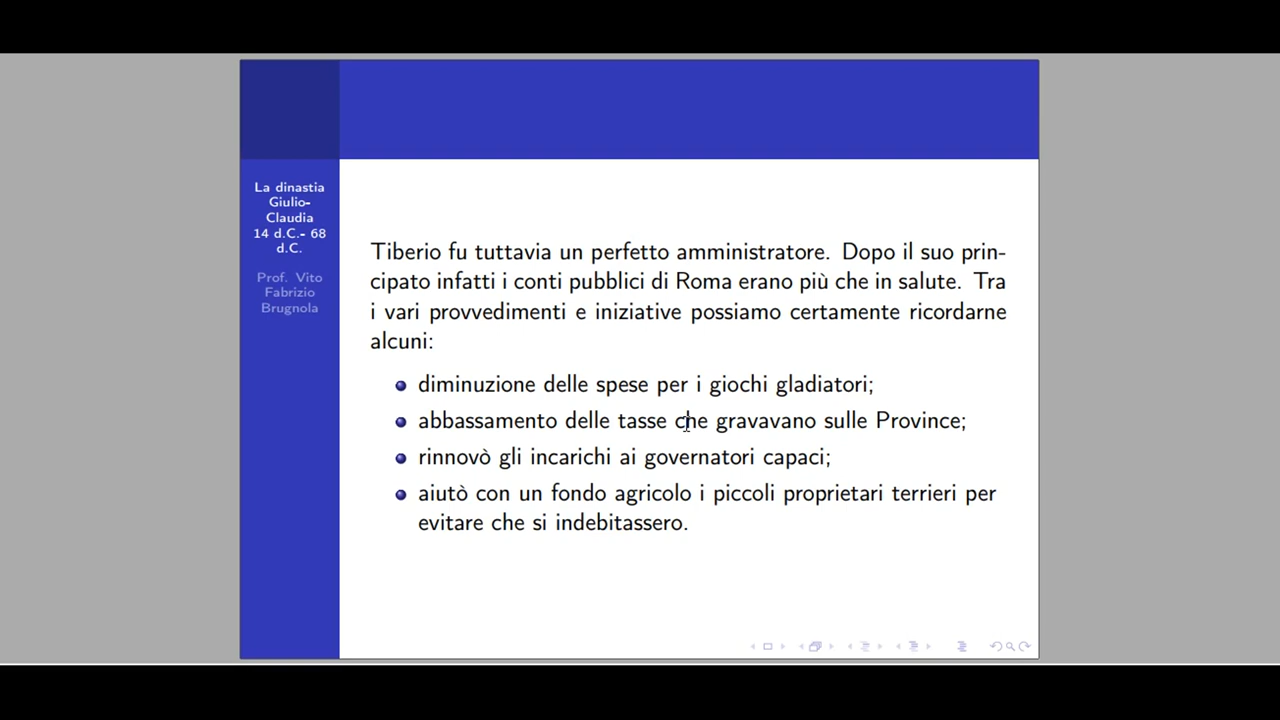 La dinastia
Giulio-
Claudia
14 d.C.- 68
d.C.
Prof. Vito
Fabrizio
Brugnola
Tiberio fu tuttavia un perfetto amministratore. Dopo il suo prin-
cipato infatti i conti pubblici di Roma erano più che in salute. Tra
i vari provvedimenti e iniziative possiamo certamente ricordarne
alcuni:
diminuzione delle spese per i giochi gladiatori;
abbassamento delle tasse che gravavano sulle Province;
rinnovò gli incarichi ai governatori capaci;
aiutò con un fondo agricolo i piccoli proprietari terrieri per
evitare che si indebitassero.